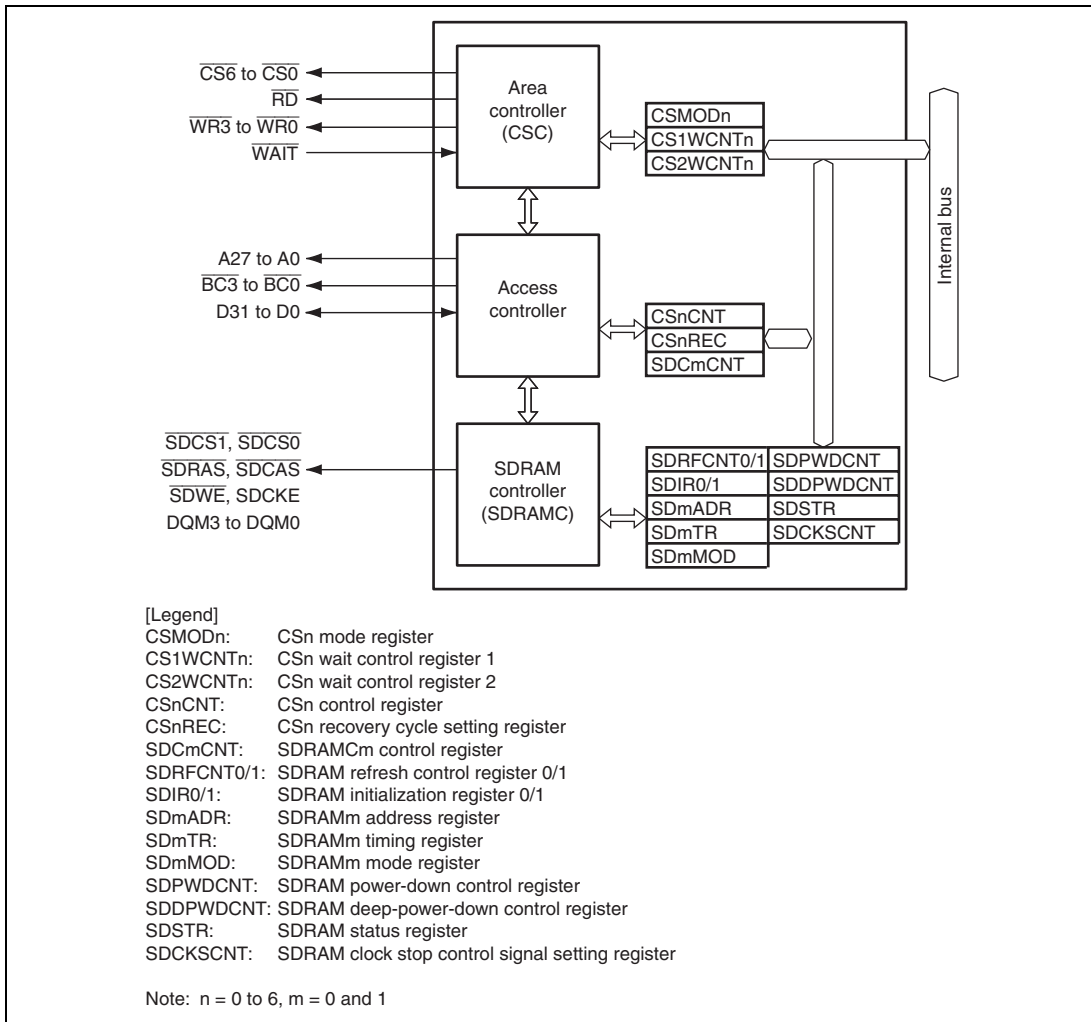 CS6 to CS0
RD
WR3 to WR0
WAIT
Area
controller
(CSC)
CSMODn
CS1WCNTn
CS2WCNTn
Internal bus
A27 to A0
BC3 to BC0
D31 to D0
Access
controller
CSnCNT
CSnREC
SDCmCNT
SDCS1, SDCS0
SDRAS, SDCAS
SDWE, SDCKE
DQM3 to DQM0
SDRAM
controller
(SDRAMC)
SDRFCNT0/1 SDPWDCNT
SDIR0/1 SDDPWDCNT
SDmADR SDSTR
SDmTR SDCKSCNT
SDmMOD
[Legend]
CSMODn: CSn mode register
CS1WCNTn: CSn wait control register 1
CS2WCNTn: CSn wait control register 2
CSnCNT: CSn control register
CSnREC: CSn recovery cycle setting register
SDCmCNT: SDRAMCm control register
SDRFCNT0/1: SDRAM refresh control register 0/1
SDIR0/1: SDRAM initialization register 0/1
SDmADR: SDRAMm address register
SDmTR: SDRAMm timing register
SDmMOD: SDRAMm mode register
SDPWDCNT: SDRAM power-down control register
SDDPWDCNT: SDRAM deep-power-down control register
SDSTR: SDRAM status register
SDCKSCNT: SDRAM clock stop control signal setting register
Note: n = 0 to 6, m = 0 and 1